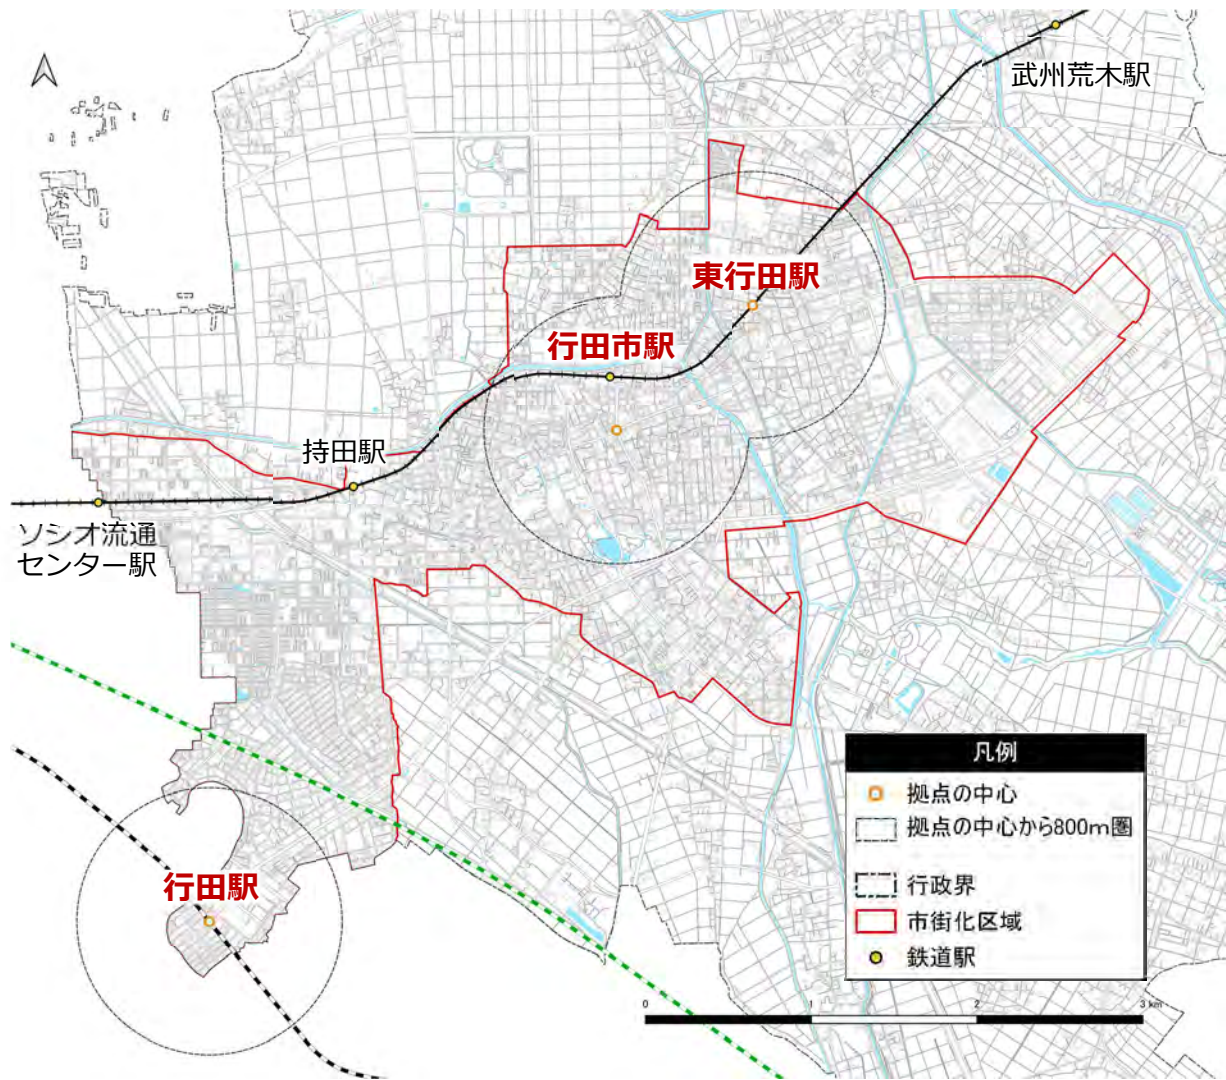 武州荒木駅
東行田駅
行田市駅
持田駅
ソシオ流通
センター駅
行田駅
凡例
拠点の中心
拠点の中心から800m圏
行政界
市街化区域
鉄道駅
0 1 2 3 km